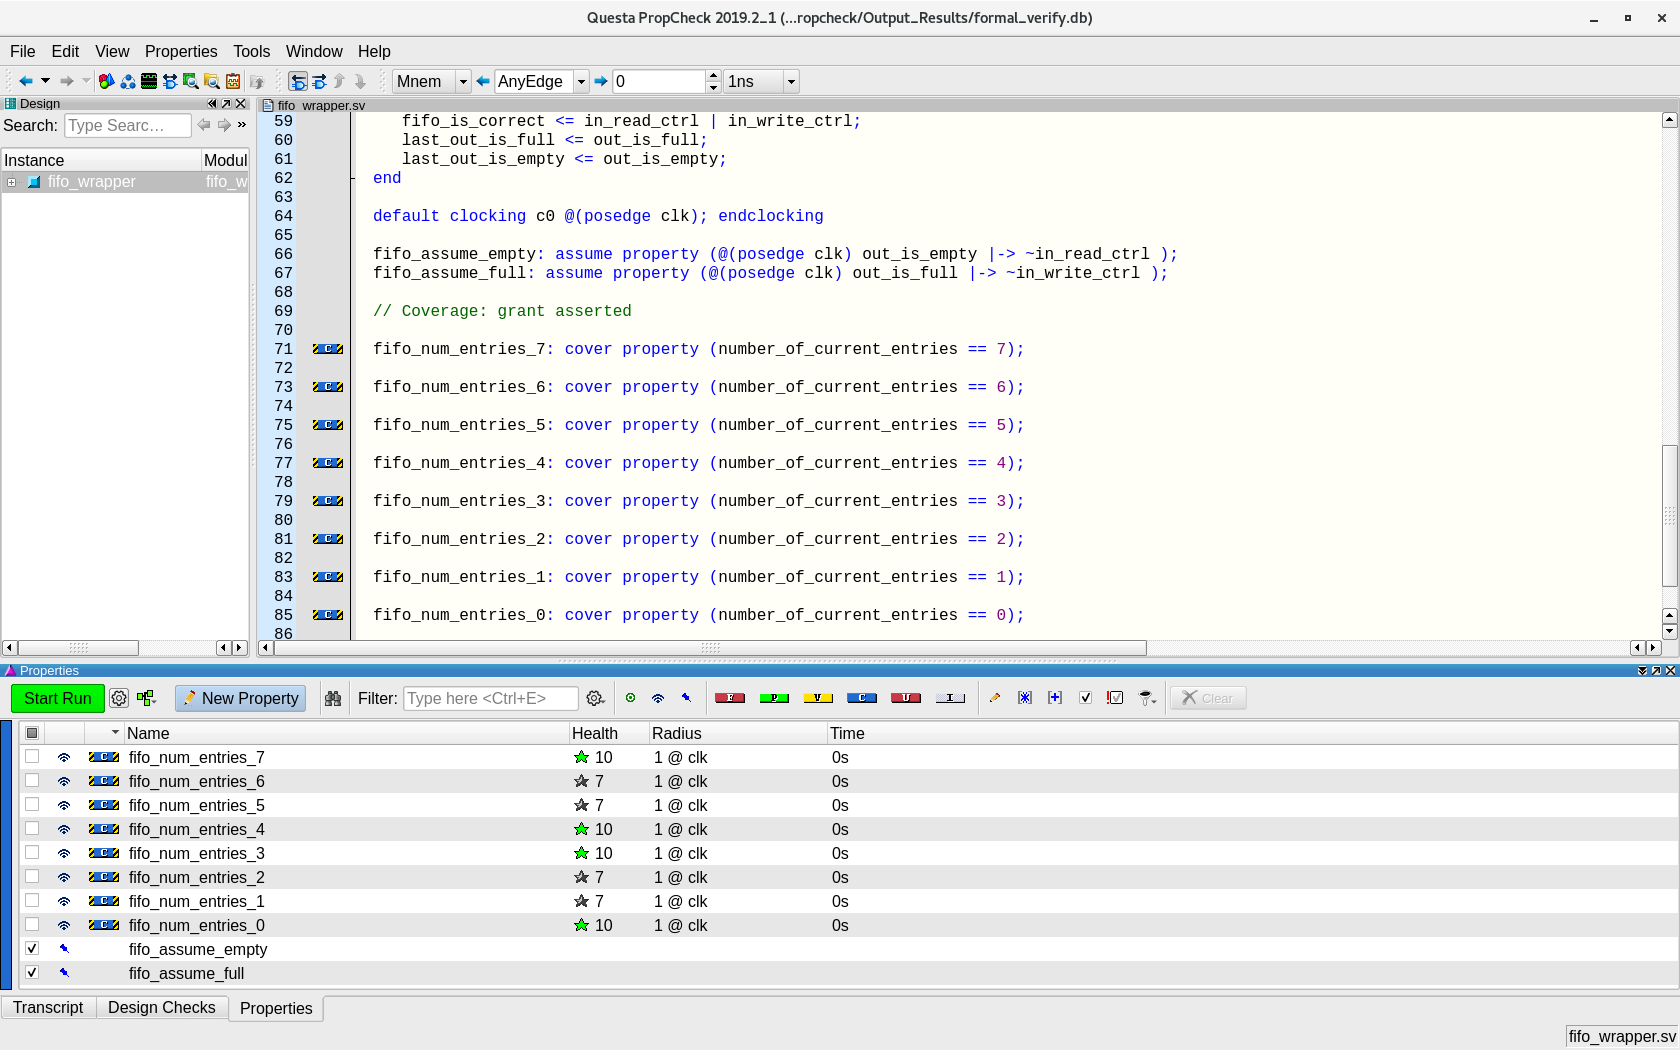 Questa PropCheck 2019.2_1 (...ropcheck/Output_Results/formal_verify.db)
File Edit View Properties Tools Window Help
Mnem AnyEdge 0 1ns
Design
fifo_wrapper.sv
Search: Type Searc...
Instance Modul
fifo_wrapper fifo_w
59 fifo_is_correct <= in_read_ctrl | in_write_ctrl;
60 last_out_is_full <= out_is_full;
61 last_out_is_empty <= out_is_empty;
62 end
63
64 default clocking c0 @(posedge clk); endclocking
65
66 fifo_assume_empty: assume property (@(posedge clk) out_is_empty |-> ~in_read_ctrl );
67 fifo_assume_full: assume property (@(posedge clk) out_is_full |-> ~in_write_ctrl );
68
69 // Coverage: grant asserted
70
71 C fifo_num_entries_7: cover property (number_of_current_entries == 7);
72
73 C fifo_num_entries_6: cover property (number_of_current_entries == 6);
74
75 C fifo_num_entries_5: cover property (number_of_current_entries == 5);
76
77 C fifo_num_entries_4: cover property (number_of_current_entries == 4);
78
79 C fifo_num_entries_3: cover property (number_of_current_entries == 3);
80
81 C fifo_num_entries_2: cover property (number_of_current_entries == 2);
82
83 C fifo_num_entries_1: cover property (number_of_current_entries == 1);
84
85 C fifo_num_entries_0: cover property (number_of_current_entries == 0);
86
Properties
Start Run New Property Filter: Type here <Ctrl+E> F P V C U I Clear
Name Health Radius Time
C fifo_num_entries_7 10 1 @ clk 0s
C fifo_num_entries_6 7 1 @ clk 0s
C fifo_num_entries_5 7 1 @ clk 0s
C fifo_num_entries_4 10 1 @ clk 0s
C fifo_num_entries_3 10 1 @ clk 0s
C fifo_num_entries_2 7 1 @ clk 0s
C fifo_num_entries_1 7 1 @ clk 0s
C fifo_num_entries_0 10 1 @ clk 0s
fifo_assume_empty
fifo_assume_full
Transcript Design Checks Properties
fifo_wrapper.sv